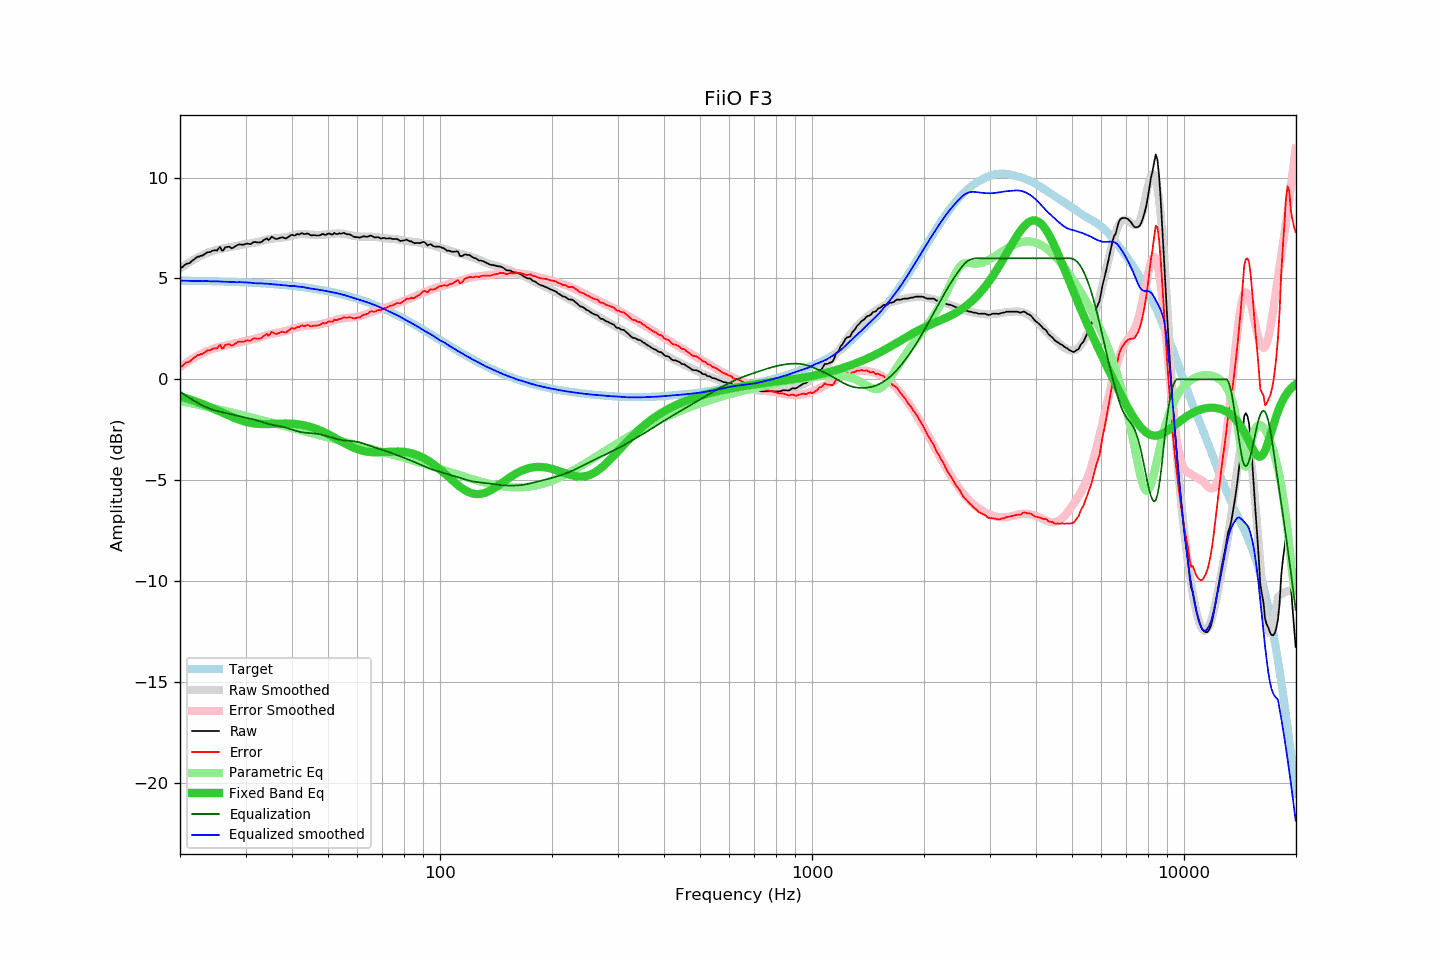 FiiO F3
Amplitude (dBr)
10
5
0
−5
−10
−15
−20
Target
Raw Smoothed
Error Smoothed
Raw
Error
Parametric Eq
Fixed Band Eq
Equalization
Equalized smoothed
100 1000 10000
Frequency (Hz)